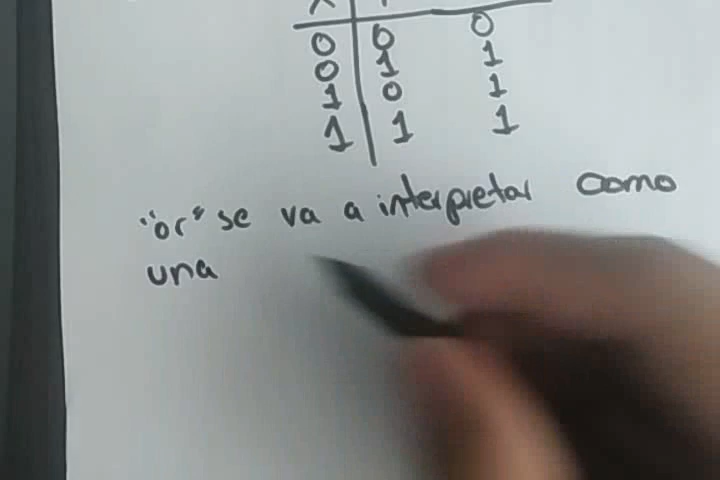 X
0 0 0
0 1 1
1 0 1
1 1 1
"or" se va a interpretar como
una